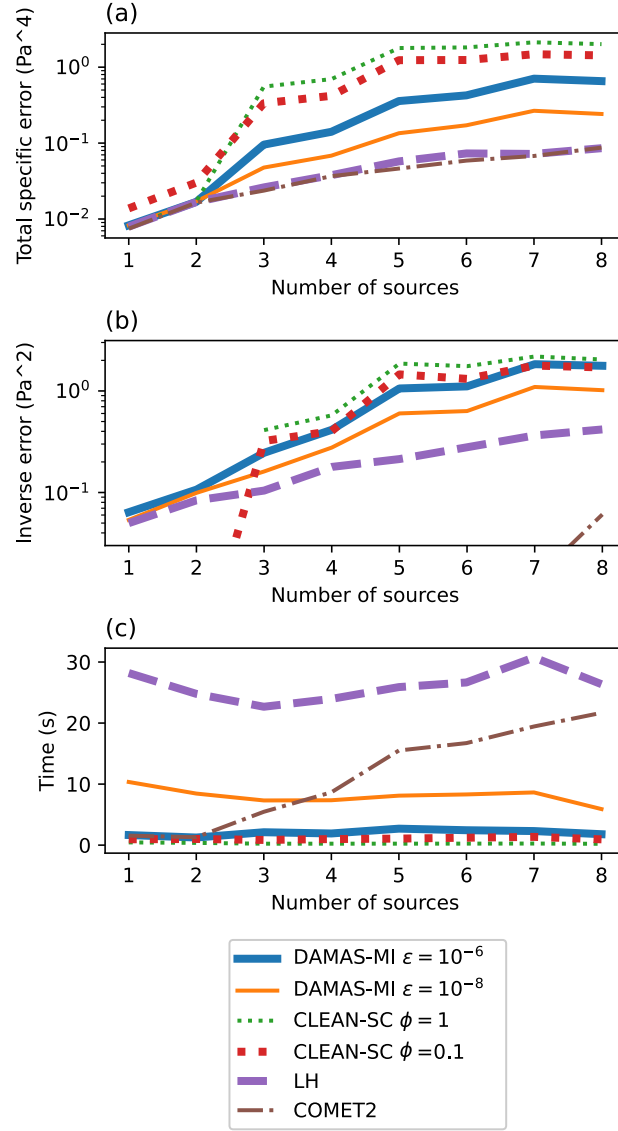 (a)
Total specific error (Pa^4)
10^0
10^-1
10^-2
1 2 3 4 5 6 7 8
Number of sources
(b)
Inverse error (Pa^2)
10^0
10^-1
1 2 3 4 5 6 7 8
Number of sources
(c)
Time (s)
30
20
10
0
1 2 3 4 5 6 7 8
Number of sources
DAMAS-MI ε = 10^-6
DAMAS-MI ε = 10^-8
CLEAN-SC ϕ = 1
CLEAN-SC ϕ =0.1
LH
COMET2